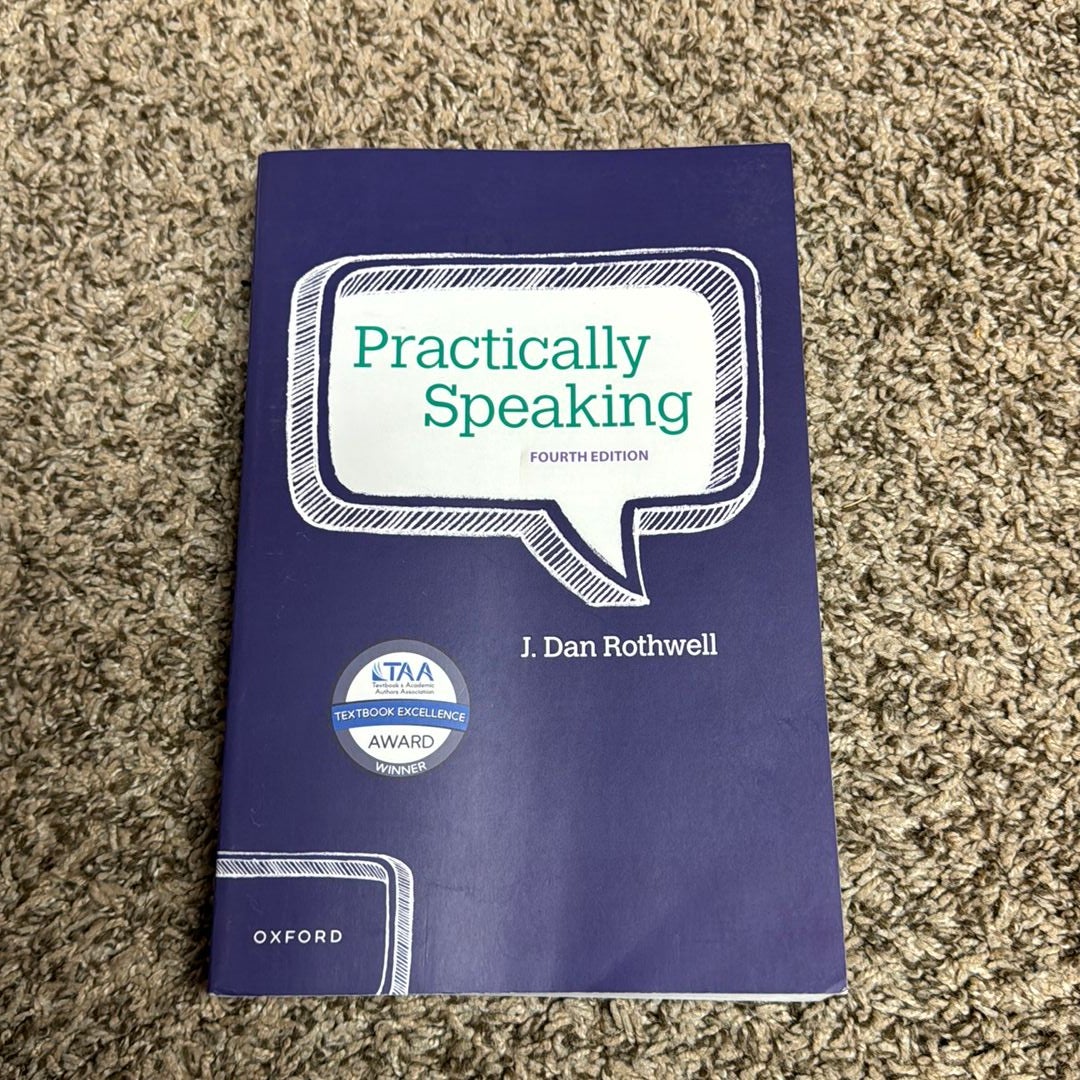 Practically
Speaking
FOURTH EDITION
J. Dan Rothwell
TAA
Textbook & Academic
Authors Association
TEXTBOOK EXCELLENCE
AWARD
WINNER
OXFORD